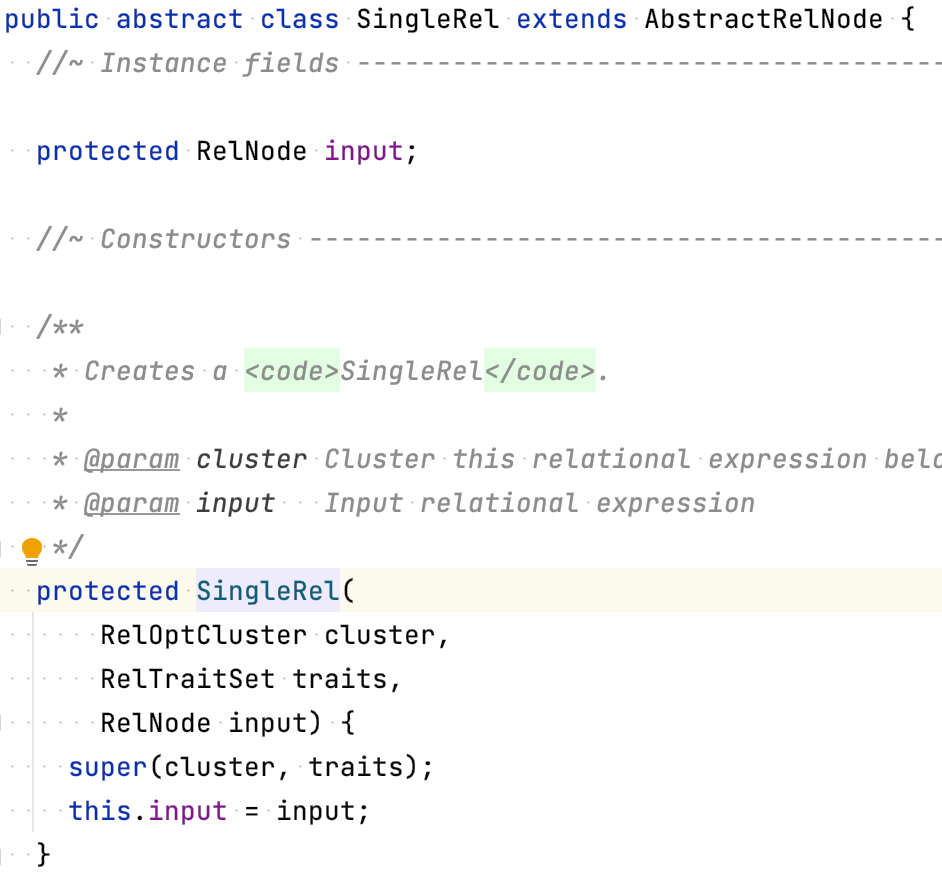 public abstract class SingleRel extends AbstractRelNode {
  //~ Instance fields -------------------------------------

  protected RelNode input;

  //~ Constructors ----------------------------------------

  /**
   * Creates a <code>SingleRel</code>.
   *
   * @param cluster Cluster this relational expression
   * @param input   Input relational expression
   */
  protected SingleRel(
      RelOptCluster cluster,
      RelTraitSet traits,
      RelNode input) {
    super(cluster, traits);
    this.input = input;
  }